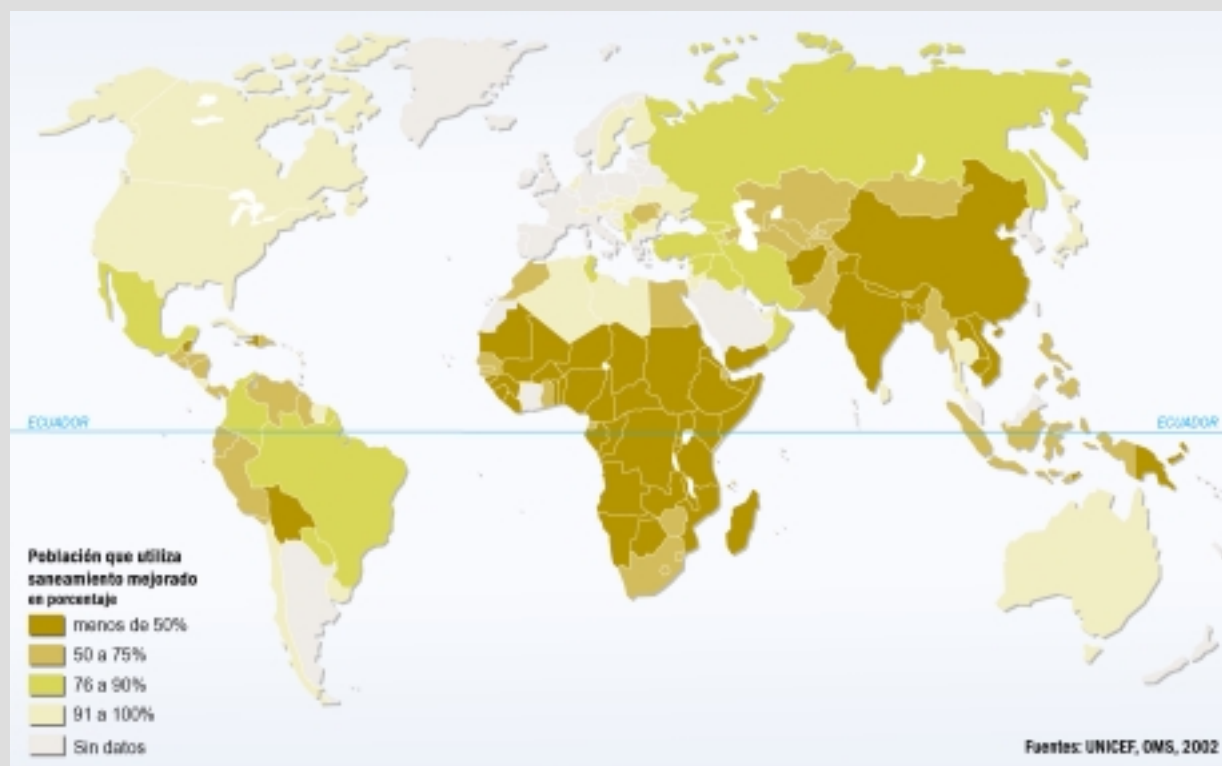 ECUADOR
ECUADOR
Población que utiliza
saneamiento mejorado
en porcentaje
menos de 50%
50 a 75%
76 a 90%
91 a 100%
Sin datos
Fuentes: UNICEF, OMS, 2002